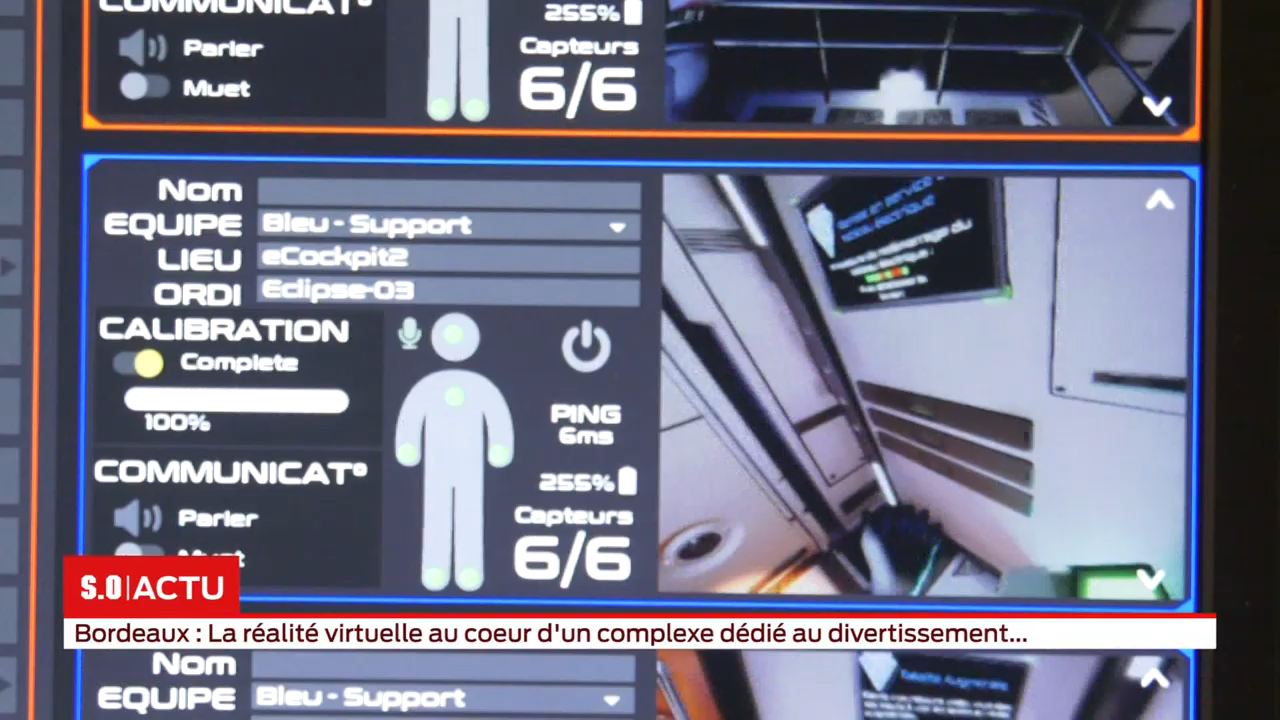 COMMUNICAT°
255%
Parler
Capteurs
Muet
6/6
Nom
EQUIPE Bleu - Support
LIEU eCockpit2
ORDI Eclipse-03
CALIBRATION
Complete
100%
PING
6ms
COMMUNICAT°
255%
Parler
Capteurs
Muet
6/6
S.O|ACTU
Bordeaux : La réalité virtuelle au coeur d'un complexe dédié au divertissement...
Nom
EQUIPE Bleu - Support